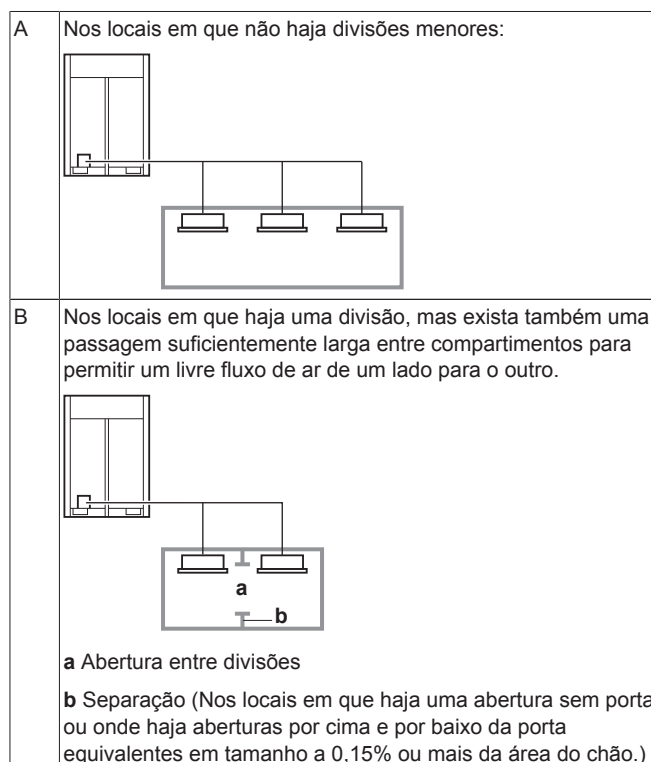 A
Nos locais em que não haja divisões menores:
B
Nos locais em que haja uma divisão, mas exista também uma
passagem suficientemente larga entre compartimentos para
permitir um livre fluxo de ar de um lado para o outro.
a
b
a Abertura entre divisões
b Separação (Nos locais em que haja uma abertura sem porta
ou onde haja aberturas por cima e por baixo da porta
equivalentes em tamanho a 0,15% ou mais da área do chão.)